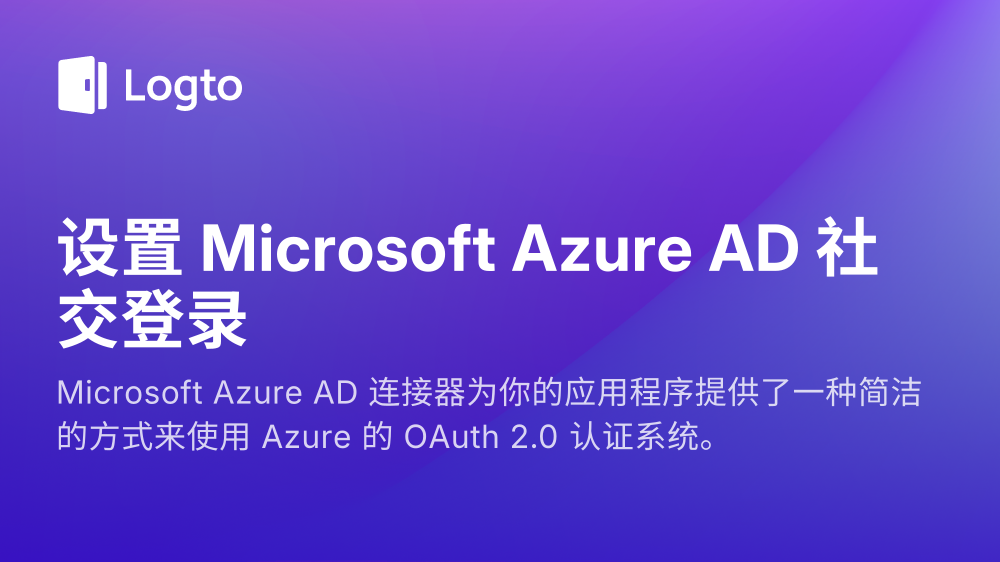 Logto
设置 Microsoft Azure AD 社
交登录
Microsoft Azure AD 连接器为你的应用程序提供了一种简洁
的方式来使用 Azure 的 OAuth 2.0 认证系统。